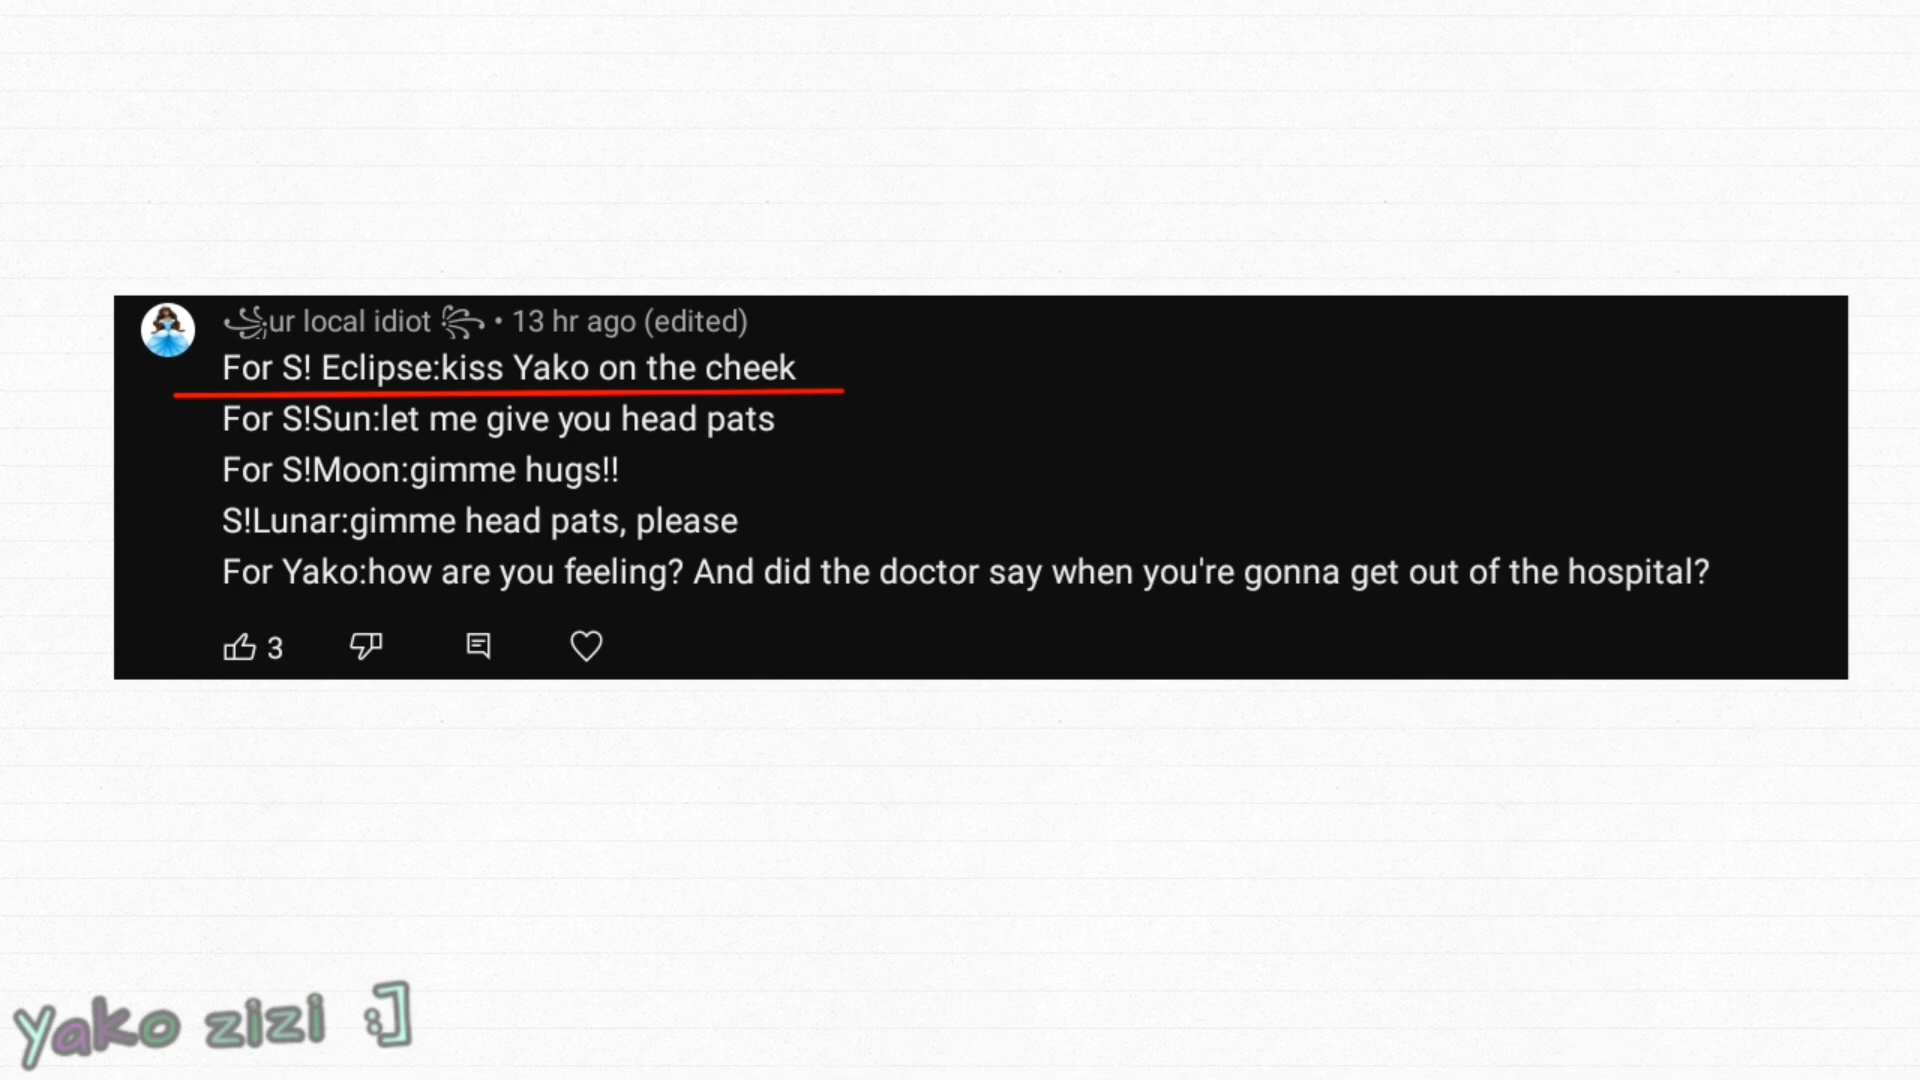 ꧁ur local idiot꧂ • 13 hr ago (edited)
For S! Eclipse:kiss Yako on the cheek
For S!Sun:let me give you head pats
For S!Moon:gimme hugs!!
S!Lunar:gimme head pats, please
For Yako:how are you feeling? And did the doctor say when you're gonna get out of the hospital?
3
Yako zizi :]